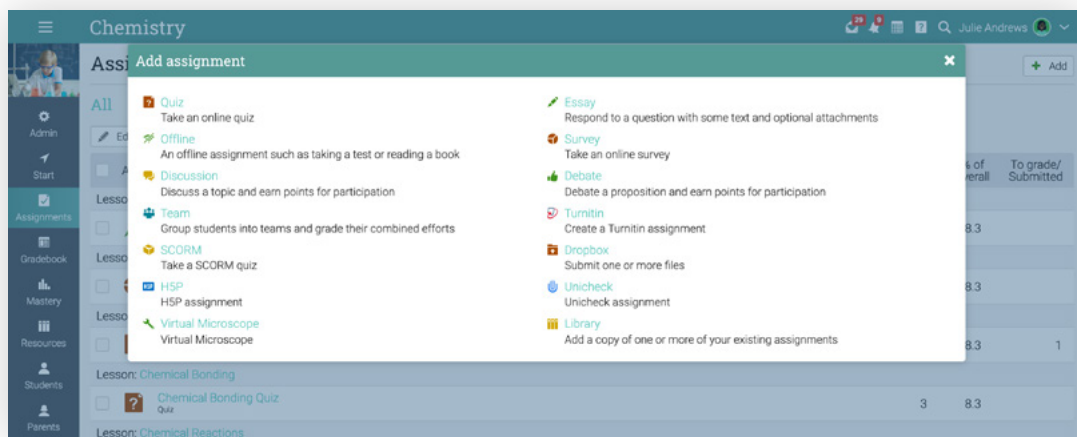 Chemistry
29
9
Julie Andrews
Assi
Add assignment
Add
All
Ed
Admin
Start
Assignments
Gradebook
Mastery
Resources
Students
Parents
Quiz
Take an online quiz
Offline
An offline assignment such as taking a test or reading a book
Discussion
Discuss a topic and earn points for participation
Team
Group students into teams and grade their combined efforts
SCORM
Take a SCORM quiz
H5P
H5P assignment
Virtual Microscope
Virtual Microscope
Essay
Respond to a question with some text and optional attachments
Survey
Take an online survey
Debate
Debate a proposition and earn points for participation
Turnitin
Create a Turnitin assignment
Dropbox
Submit one or more files
Unicheck
Unicheck assignment
Library
Add a copy of one or more of your existing assignments
% of
To grade/
Submitted
Lesso
8.3
Lesso
8.3
Lesso
8.3 1
Lesson: Chemical Bonding
Chemical Bonding Quiz
Quiz
3 8.3
Lesson: Chemical Reactions